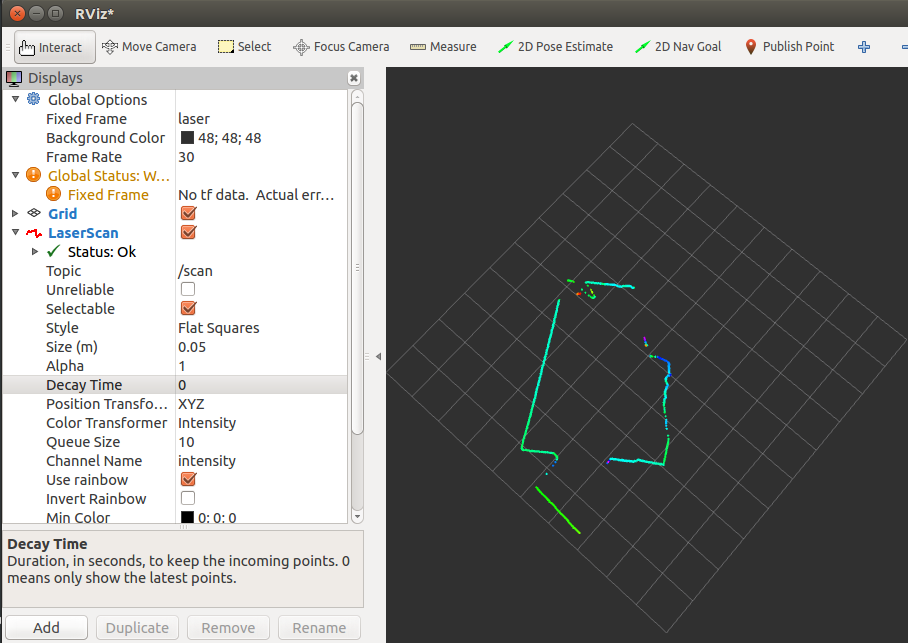 RViz*
Interact Move Camera Select Focus Camera Measure 2D Pose Estimate 2D Nav Goal Publish Point
Displays
Global Options
Fixed Frame laser
Background Color 48; 48; 48
Frame Rate 30
Global Status: W...
Fixed Frame No tf data. Actual err...
Grid
LaserScan
Status: Ok
Topic /scan
Unreliable
Selectable
Style Flat Squares
Size (m) 0.05
Alpha 1
Decay Time 0
Position Transfo... XYZ
Color Transformer Intensity
Queue Size 10
Channel Name intensity
Use rainbow
Invert Rainbow
Min Color 0; 0; 0
Decay Time
Duration, in seconds, to keep the incoming points. 0
means only show the latest points.
Add Duplicate Remove Rename